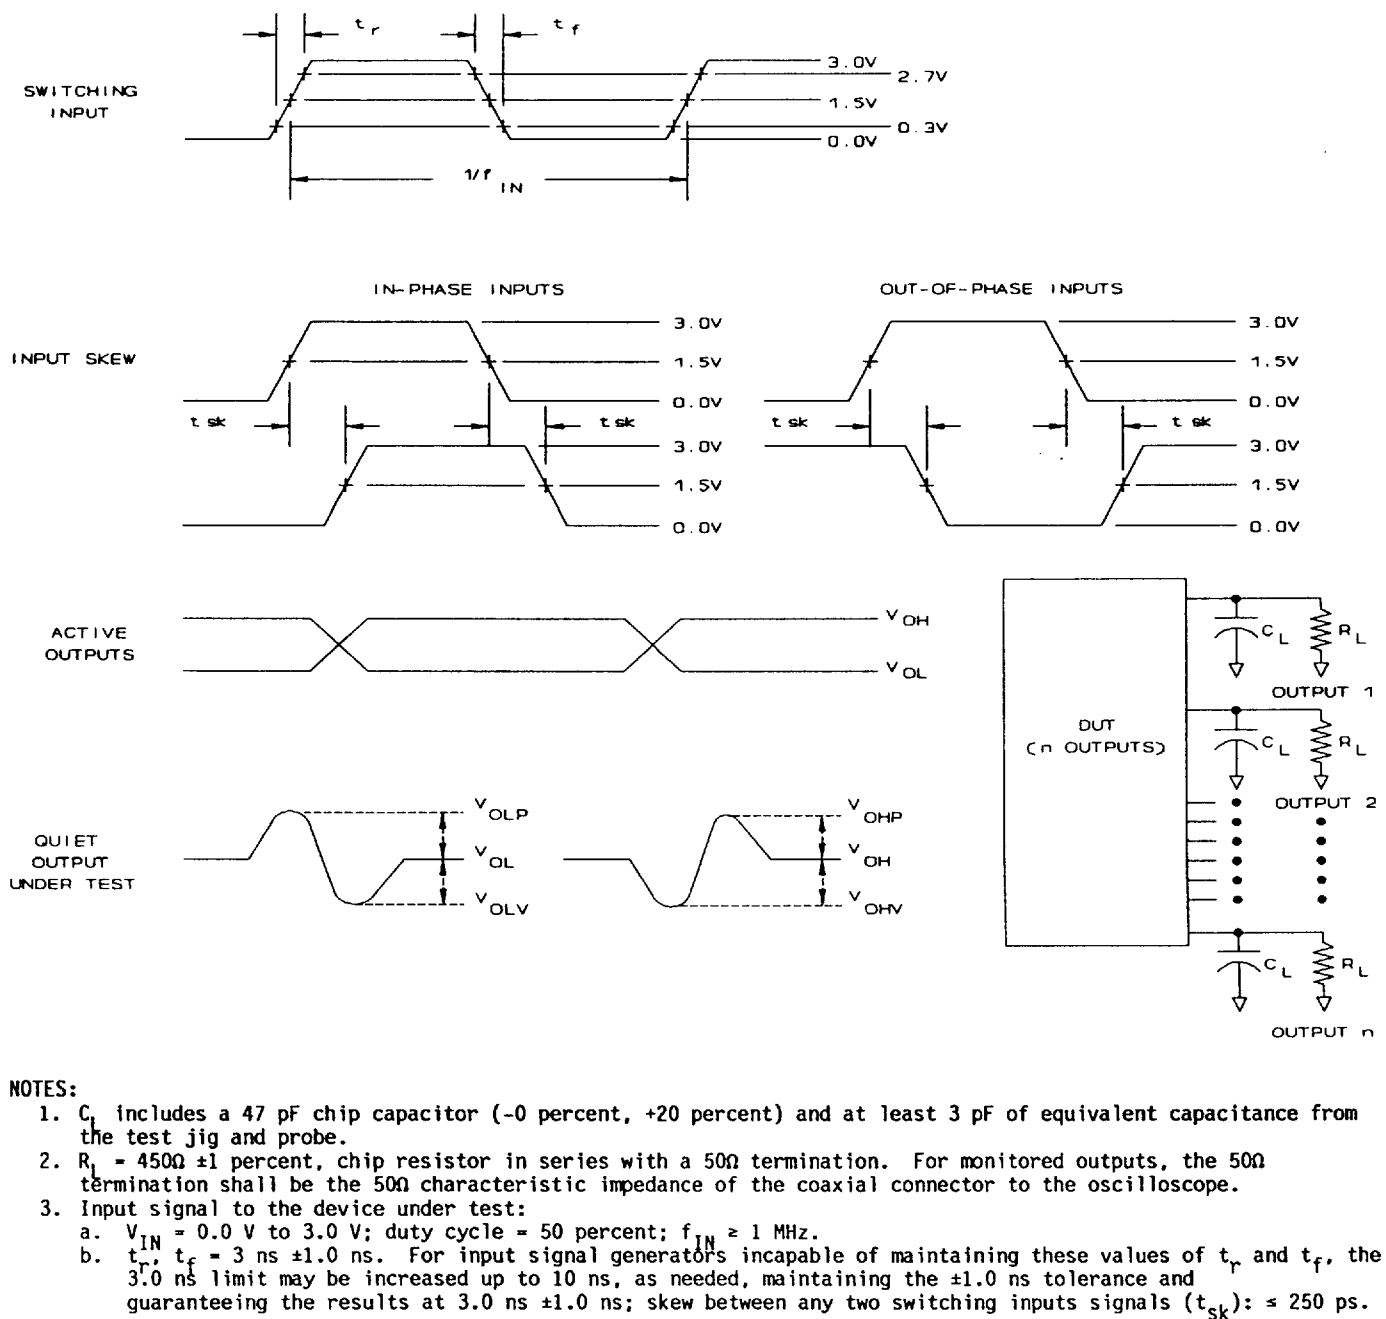 t r
t f
3.0V
2.7V
SWITCHING
INPUT
1.5V
0.3V
0.0V
1/f IN
IN-PHASE INPUTS
OUT-OF-PHASE INPUTS
3.0V
3.0V
INPUT SKEW
1.5V
1.5V
0.0V
0.0V
t sk
t sk
t sk
t sk
3.0V
3.0V
1.5V
1.5V
0.0V
0.0V
ACTIVE
OUTPUTS
V OH
V OL
C L
R L
OUTPUT 1
DUT
(n OUTPUTS)
C L
R L
OUTPUT 2
QUIET
OUTPUT
UNDER TEST
V OLP
V OL
V OLV
V OHP
V OH
V OHV
C L
R L
OUTPUT n
NOTES:
1. CL includes a 47 pF chip capacitor (-0 percent, +20 percent) and at least 3 pF of equivalent capacitance from
the test jig and probe.
2. RL = 450Ω ±1 percent, chip resistor in series with a 50Ω termination. For monitored outputs, the 50Ω
termination shall be the 50Ω characteristic impedance of the coaxial connector to the oscilloscope.
3. Input signal to the device under test:
a. VIN = 0.0 V to 3.0 V; duty cycle = 50 percent; fIN ≥ 1 MHz.
b. tr, tf = 3 ns ±1.0 ns. For input signal generators incapable of maintaining these values of tr and tf, the
3.0 ns limit may be increased up to 10 ns, as needed, maintaining the ±1.0 ns tolerance and
guaranteeing the results at 3.0 ns ±1.0 ns; skew between any two switching inputs signals (tsk): ≤ 250 ps.